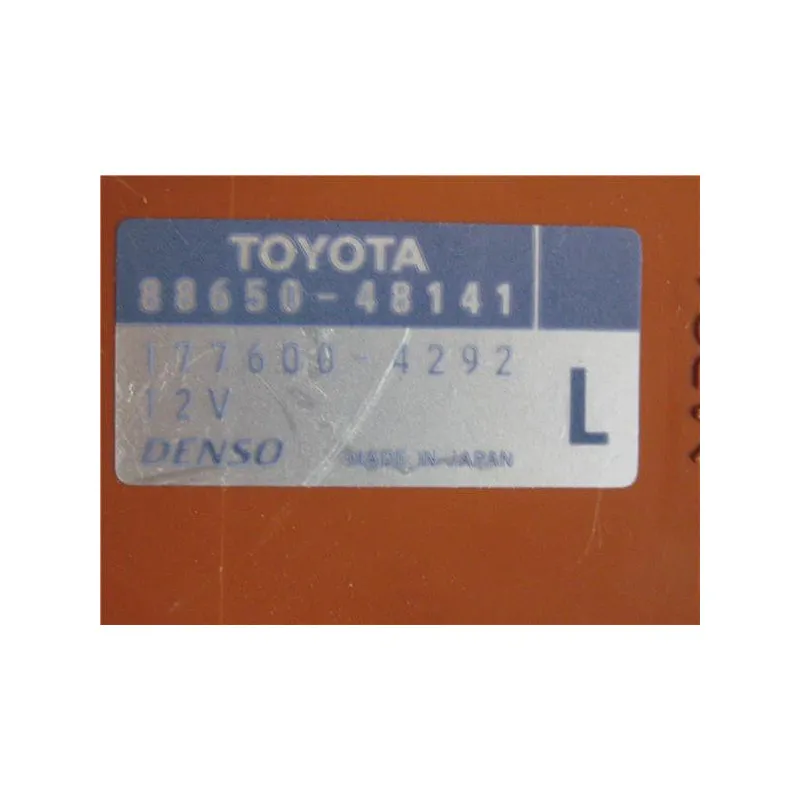 TOYOTA
88650-48141
177600-4292
12V
L
DENSO MADE IN JAPAN